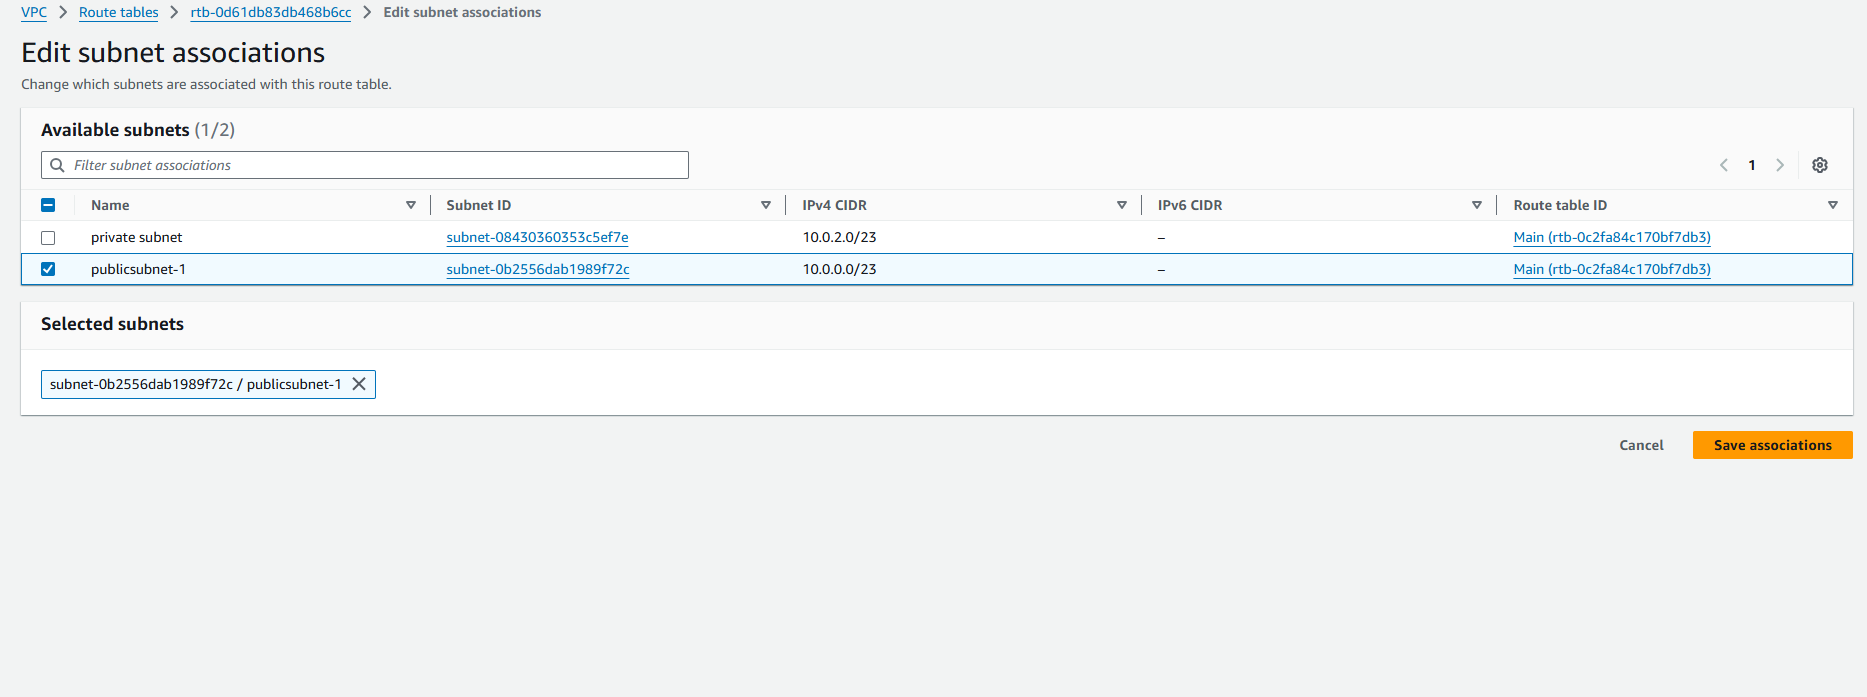 VPC > Route tables > rtb-0d61db83db468b6cc > Edit subnet associations
Edit subnet associations
Change which subnets are associated with this route table.
Available subnets (1/2)
Filter subnet associations
1
Name Subnet ID IPv4 CIDR IPv6 CIDR Route table ID
private subnet subnet-08430360353c5ef7e 10.0.2.0/23 – Main (rtb-0c2fa84c170bf7db3)
publicsubnet-1 subnet-0b2556dab1989f72c 10.0.0.0/23 – Main (rtb-0c2fa84c170bf7db3)
Selected subnets
subnet-0b2556dab1989f72c / publicsubnet-1
Cancel Save associations